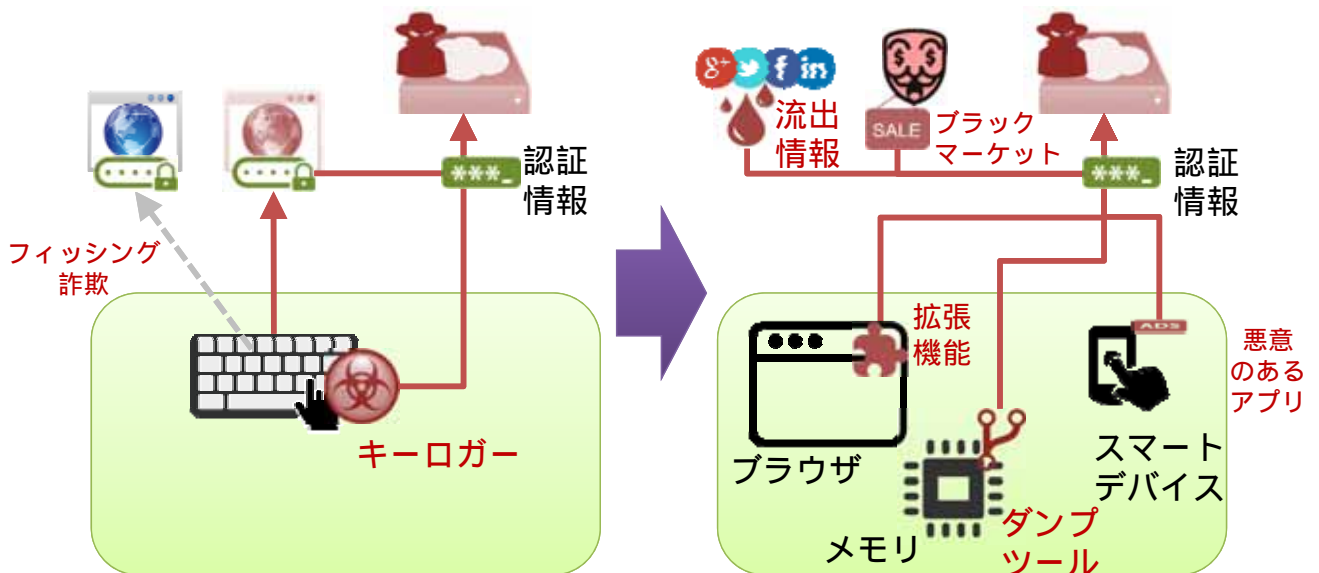 フィッシング
詐欺
****
****
***_
認証
情報
キーロガー
8+
f
in
流出
情報
$ $
SALE
ブラック
マーケット
***_
認証
情報
拡張
機能
ADS
悪意
のある
アプリ
ブラウザ
メモリ
ダンプ
ツール
スマート
デバイス